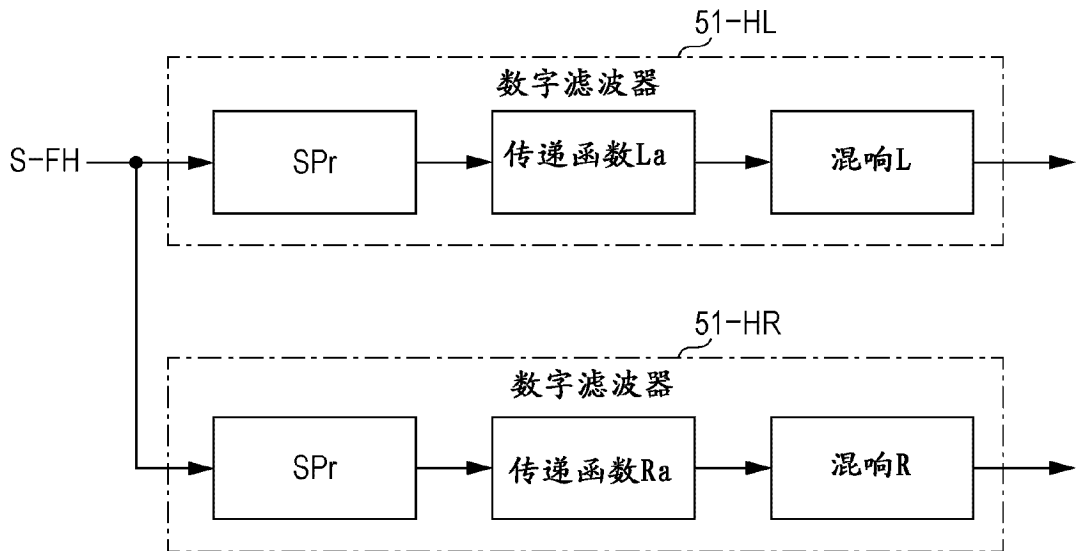 51-HL
数字滤波器
S-FH
SPr
传递函数La
混响L
51-HR
数字滤波器
SPr
传递函数Ra
混响R